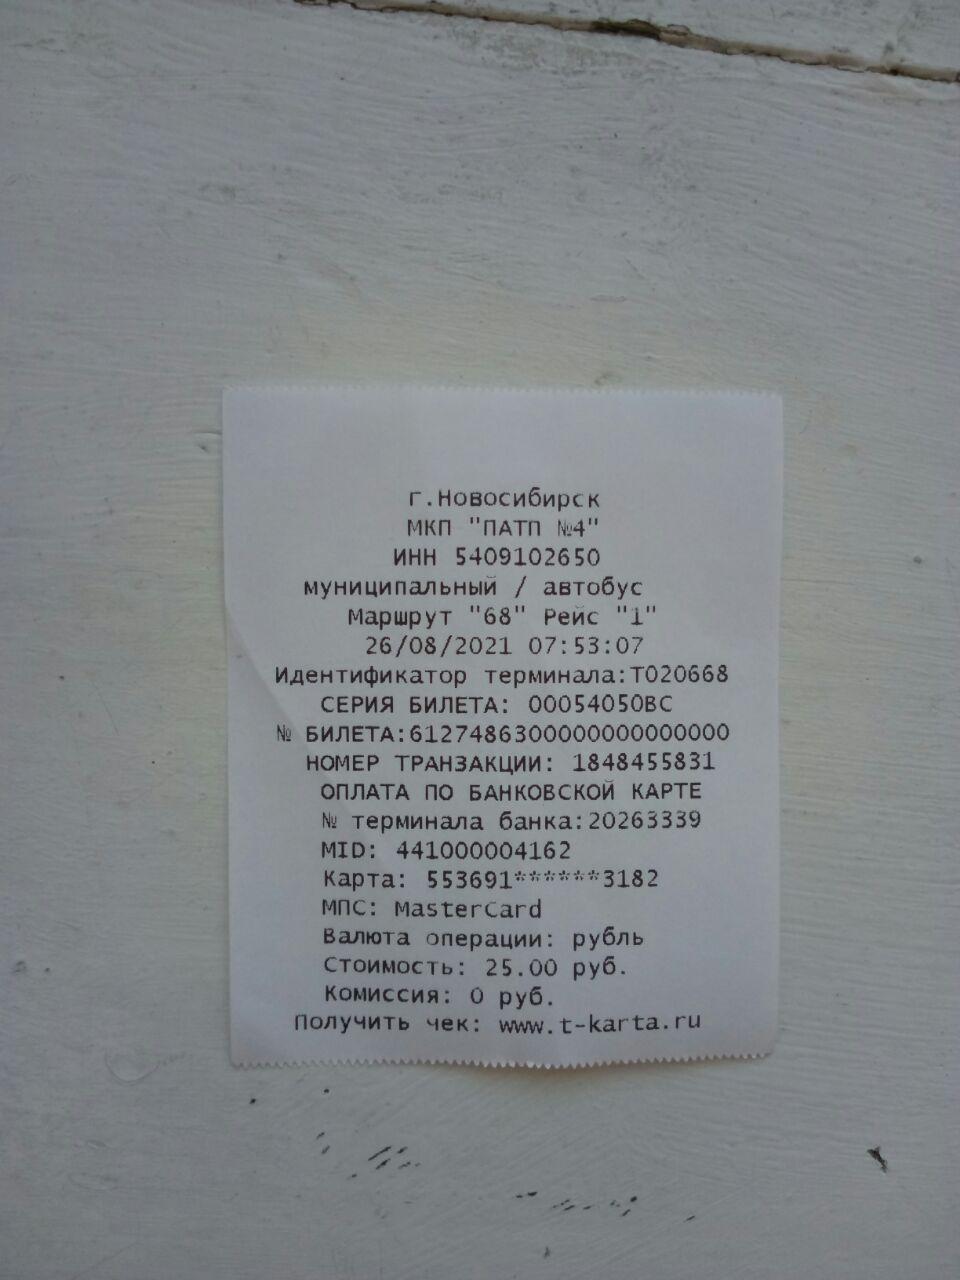 г.Новосибирск
МКП "ПАТП №4"
ИНН 5409102650
муниципальный / автобус
Маршрут "68" Рейс "1"
26/08/2021 07:53:07
Идентификатор терминала:T020668
СЕРИЯ БИЛЕТА: 00054050BC
№ БИЛЕТА:6127486300000000000000
НОМЕР ТРАНЗАКЦИИ: 1848455831
ОПЛАТА ПО БАНКОВСКОЙ КАРТЕ
№ терминала банка:20263339
MID: 441000004162
Карта: 553691******3182
МПС: MasterCard
Валюта операции: рубль
Стоимость: 25.00 руб.
Комиссия: 0 руб.
Получить чек: www.t-karta.ru